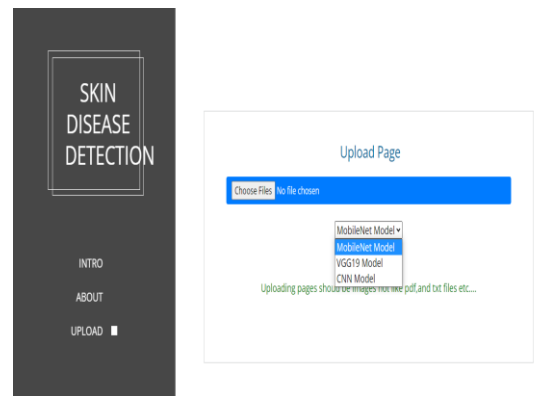 SKIN
DISEASE
DETECTION
INTRO
ABOUT
UPLOAD
Upload Page
Choose Files No file chosen
MobileNet Model
MobileNet Model
VGG19 Model
CNN Model
Uploading pages should be images not like pdf,and txt files etc....